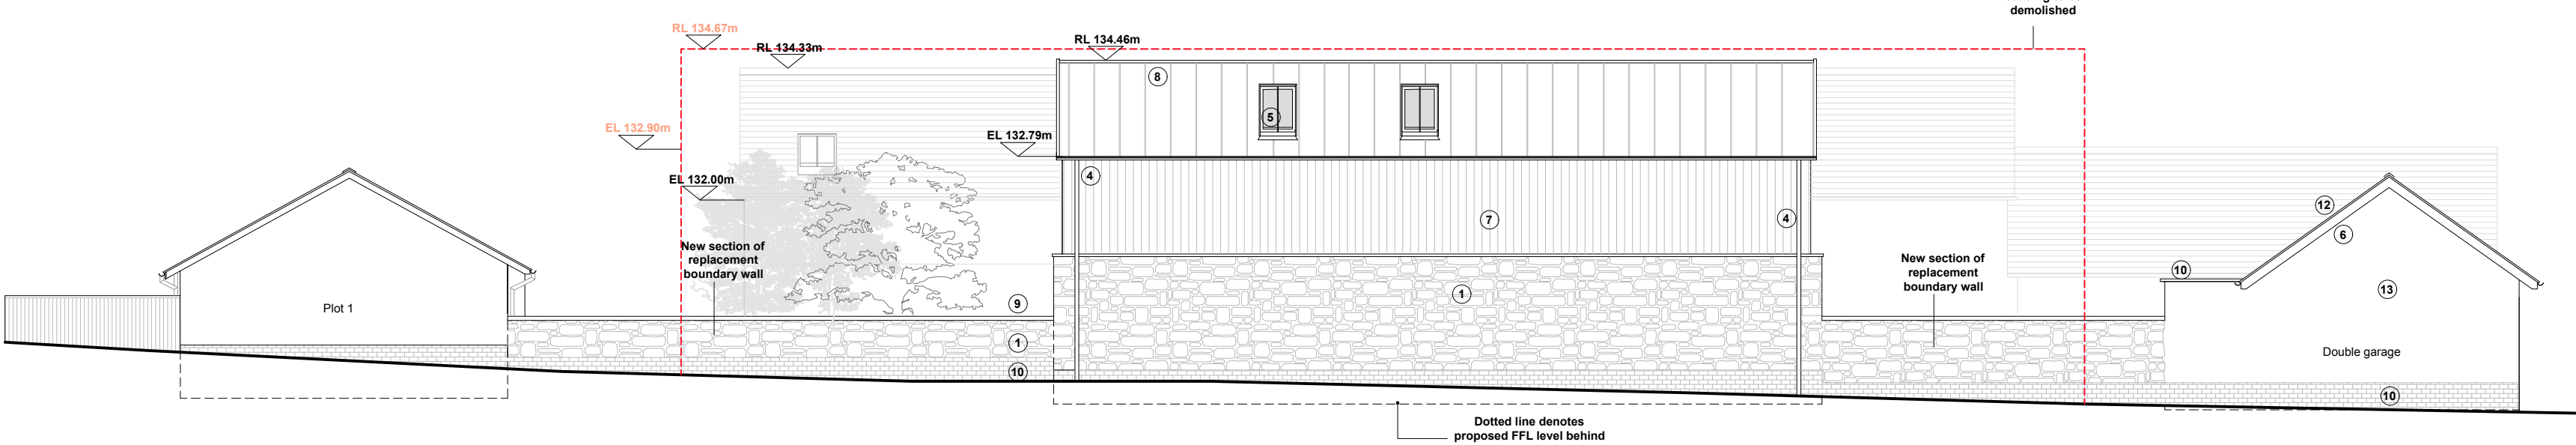 demolished
RL 134.67m
RL 134.33m
RL 134.46m
8
5
EL 132.90m
EL 132.79m
EL 132.00m
4
7
4
12
6
New section of
replacement
boundary wall
New section of
replacement
boundary wall
10
13
1
9
Plot 1
1
Double garage
10
10
Dotted line denotes
proposed FFL level behind